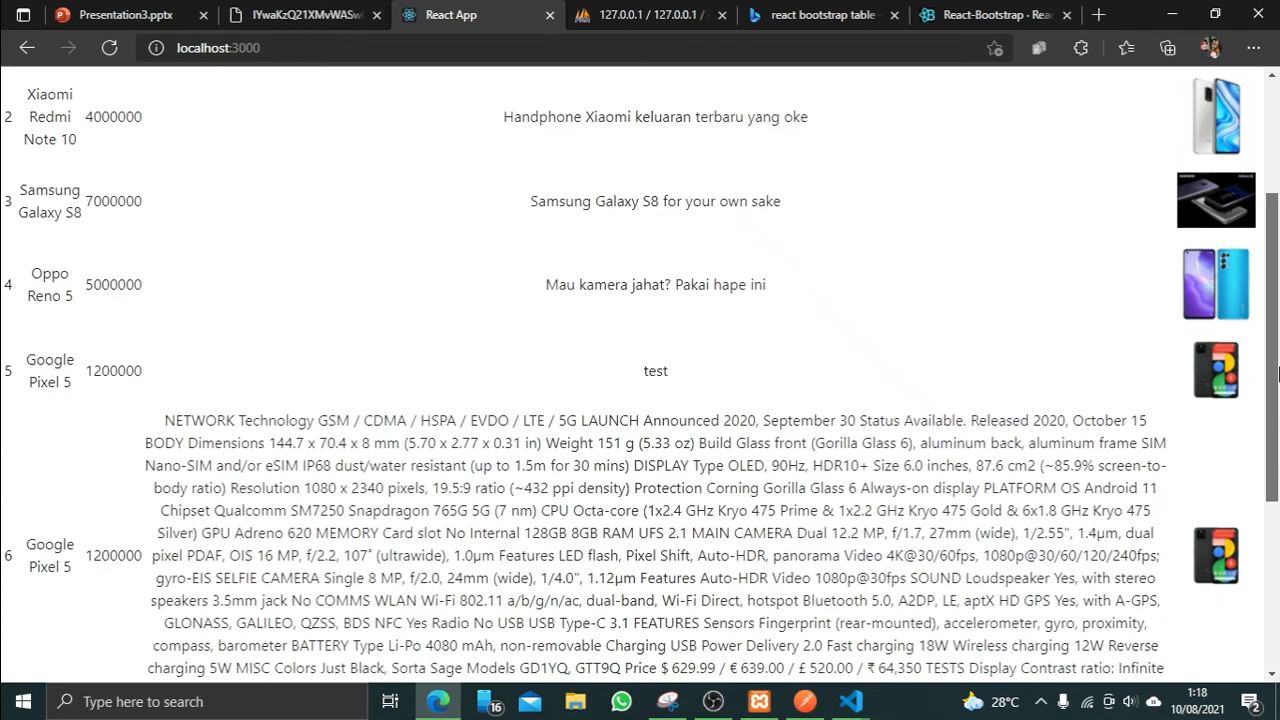 Presentation3.pptx
IYwaKzQ21XMvWASw
React App
127.0.0.1 / 127.0.0.1 /
react bootstrap table -
React-Bootstrap - Rea
localhost:3000
2 Xiaomi Redmi Note 10 4000000 Handphone Xiaomi keluaran terbaru yang oke
3 Samsung Galaxy S8 7000000 Samsung Galaxy S8 for your own sake
4 Oppo Reno 5 5000000 Mau kamera jahat? Pakai hape ini
5 Google Pixel 5 1200000 test
NETWORK Technology GSM / CDMA / HSPA / EVDO / LTE / 5G LAUNCH Announced 2020, September 30 Status Available. Released 2020, October 15
BODY Dimensions 144.7 x 70.4 x 8 mm (5.70 x 2.77 x 0.31 in) Weight 151 g (5.33 oz) Build Glass front (Gorilla Glass 6), aluminum back, aluminum frame SIM
Nano-SIM and/or eSIM IP68 dust/water resistant (up to 1.5m for 30 mins) DISPLAY Type OLED, 90Hz, HDR10+ Size 6.0 inches, 87.6 cm2 (~85.9% screen-to-
body ratio) Resolution 1080 x 2340 pixels, 19.5:9 ratio (~432 ppi density) Protection Corning Gorilla Glass 6 Always-on display PLATFORM OS Android 11
Chipset Qualcomm SM7250 Snapdragon 765G 5G (7 nm) CPU Octa-core (1x2.4 GHz Kryo 475 Prime & 1x2.2 GHz Kryo 475 Gold & 6x1.8 GHz Kryo 475
Silver) GPU Adreno 620 MEMORY Card slot No Internal 128GB 8GB RAM UFS 2.1 MAIN CAMERA Dual 12.2 MP, f/1.7, 27mm (wide), 1/2.55", 1.4µm, dual
6 Google Pixel 5 1200000 pixel PDAF, OIS 16 MP, f/2.2, 107˚ (ultrawide), 1.0µm Features LED flash, Pixel Shift, Auto-HDR, panorama Video 4K@30/60fps, 1080p@30/60/120/240fps;
gyro-EIS SELFIE CAMERA Single 8 MP, f/2.0, 24mm (wide), 1/4.0", 1.12µm Features Auto-HDR Video 1080p@30fps SOUND Loudspeaker Yes, with stereo
speakers 3.5mm jack No COMMS WLAN Wi-Fi 802.11 a/b/g/n/ac, dual-band, Wi-Fi Direct, hotspot Bluetooth 5.0, A2DP, LE, aptX HD GPS Yes, with A-GPS,
GLONASS, GALILEO, QZSS, BDS NFC Yes Radio No USB USB Type-C 3.1 FEATURES Sensors Fingerprint (rear-mounted), accelerometer, gyro, proximity,
compass, barometer BATTERY Type Li-Po 4080 mAh, non-removable Charging USB Power Delivery 2.0 Fast charging 18W Wireless charging 12W Reverse
charging 5W MISC Colors Just Black, Sorta Sage Models GD1YQ, GTT9Q Price $ 629.99 / € 639.00 / £ 520.00 / ₹ 64,350 TESTS Display Contrast ratio: Infinite
Type here to search
16
28°C
1:18
10/08/2021
2